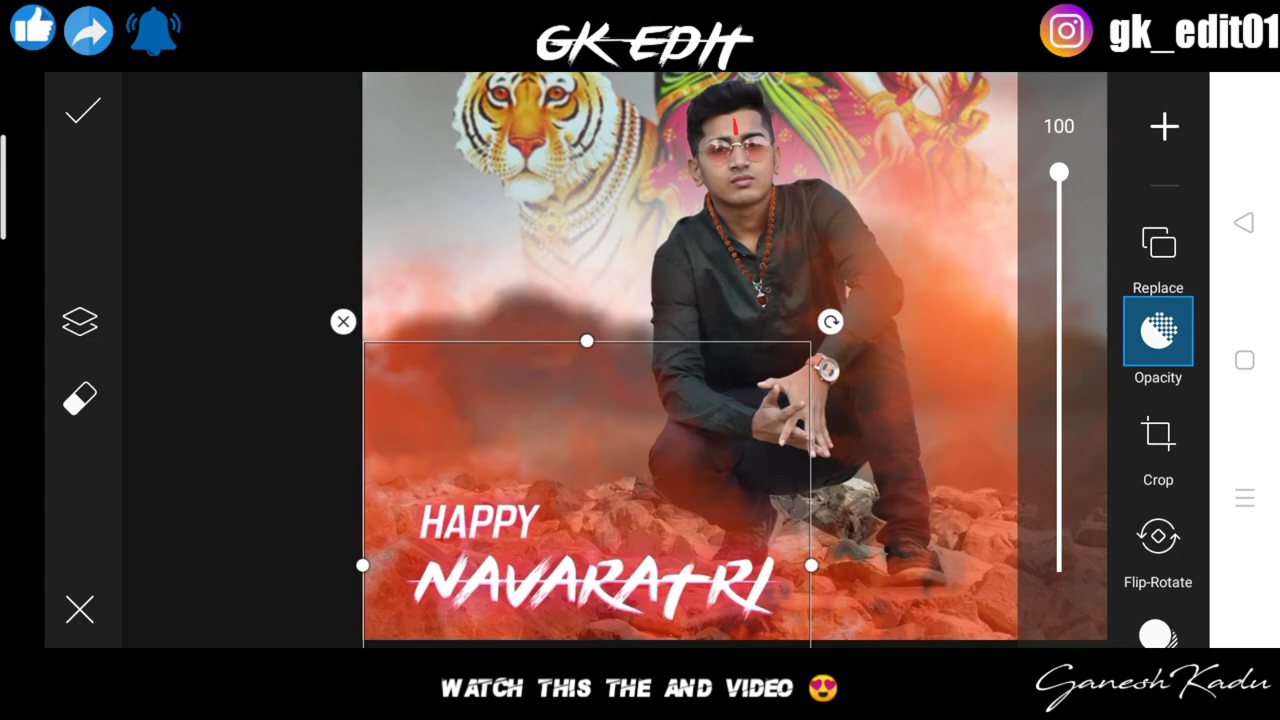 GK EDIT
gk_edit01
100
Replace
Opacity
Crop
Flip-Rotate
HAPPY
NAVARATRI
WATCH THIS THE AND VIDEO 😍
Ganesh Kadu